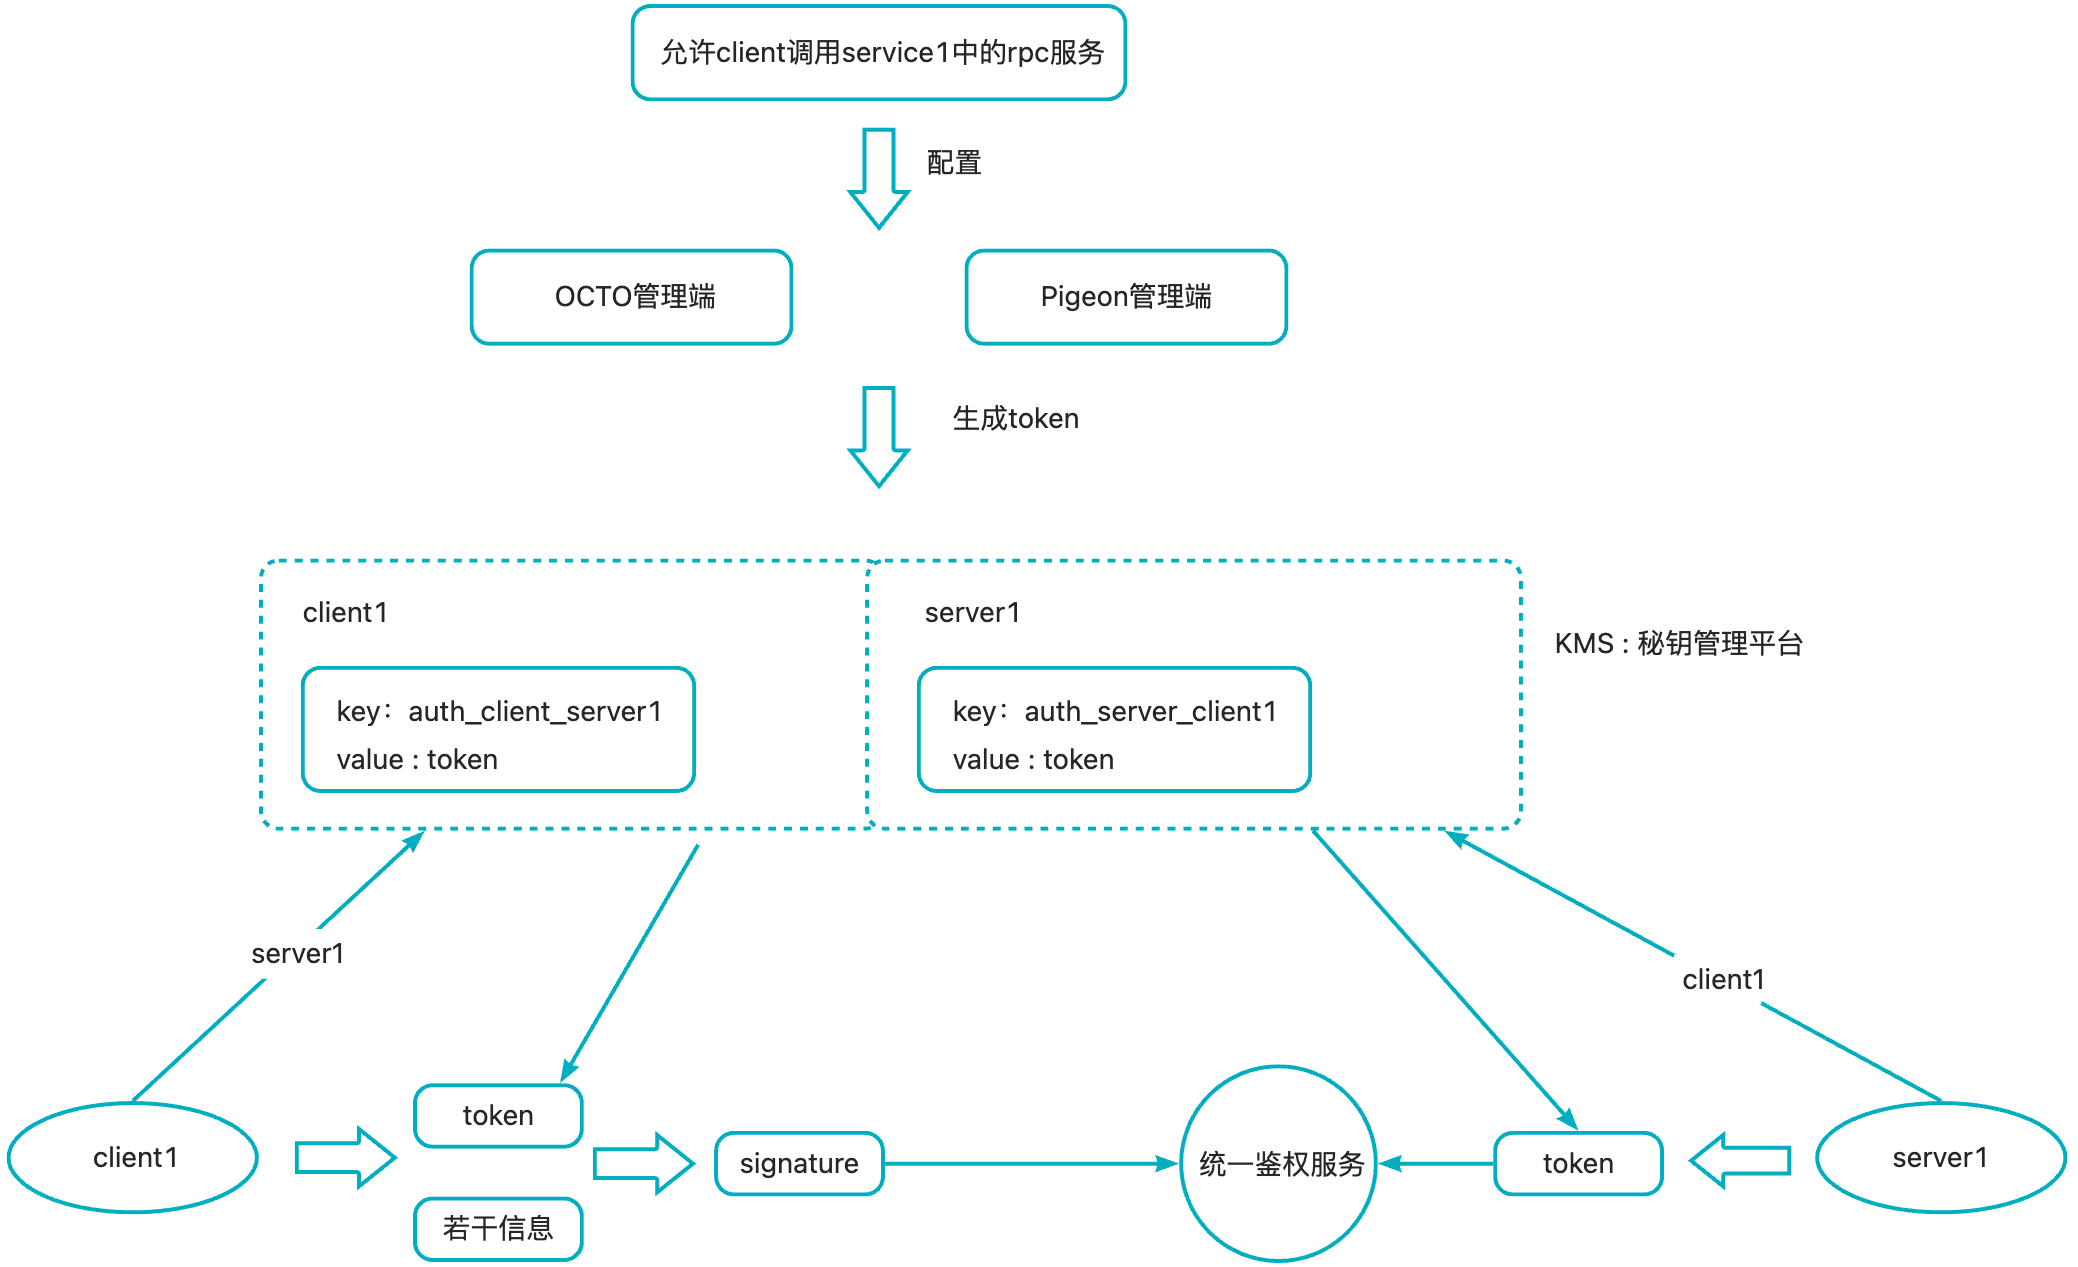 允许client调用service1中的rpc服务
配置
OCTO管理端
Pigeon管理端
生成token
client1
server1
KMS : 秘钥管理平台
key：auth_client_server1
value : token
key：auth_server_client1
value : token
server1
client1
token
client1
signature
统一鉴权服务
token
server1
若干信息